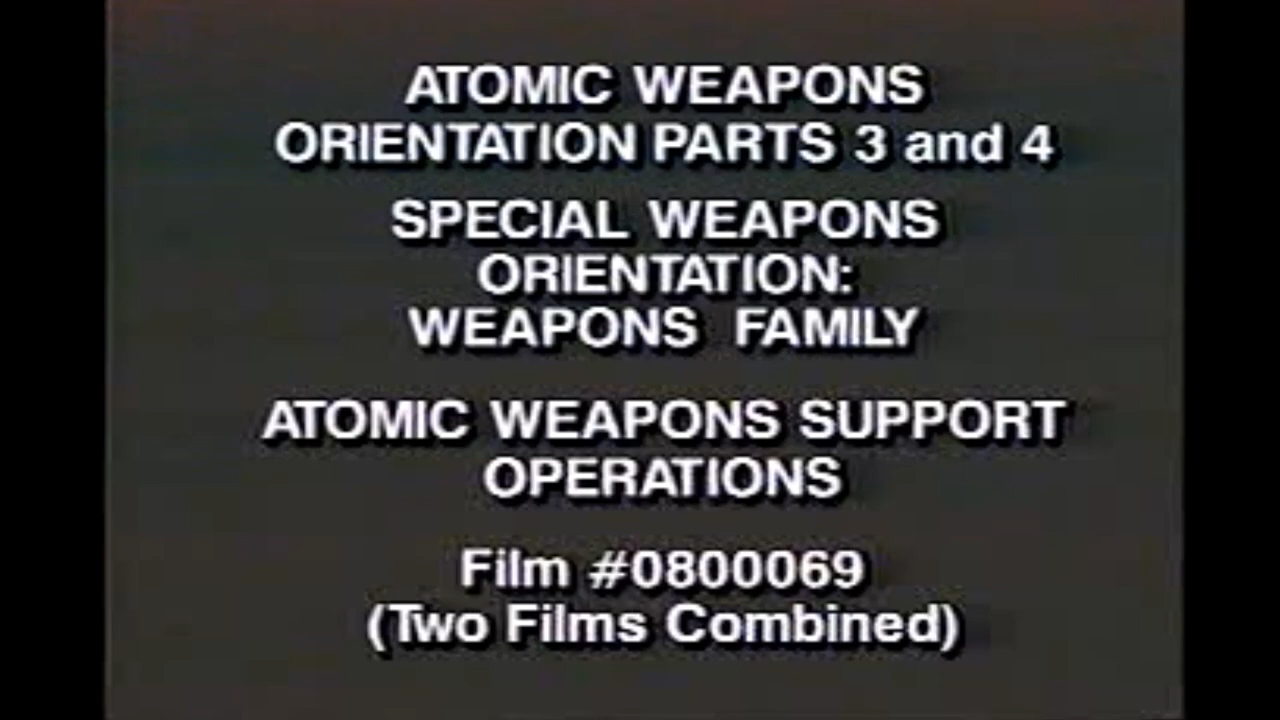 ATOMIC WEAPONS
ORIENTATION PARTS 3 and 4
SPECIAL WEAPONS
ORIENTATION:
WEAPONS FAMILY
ATOMIC WEAPONS SUPPORT
OPERATIONS
Film #0800069
(Two Films Combined)